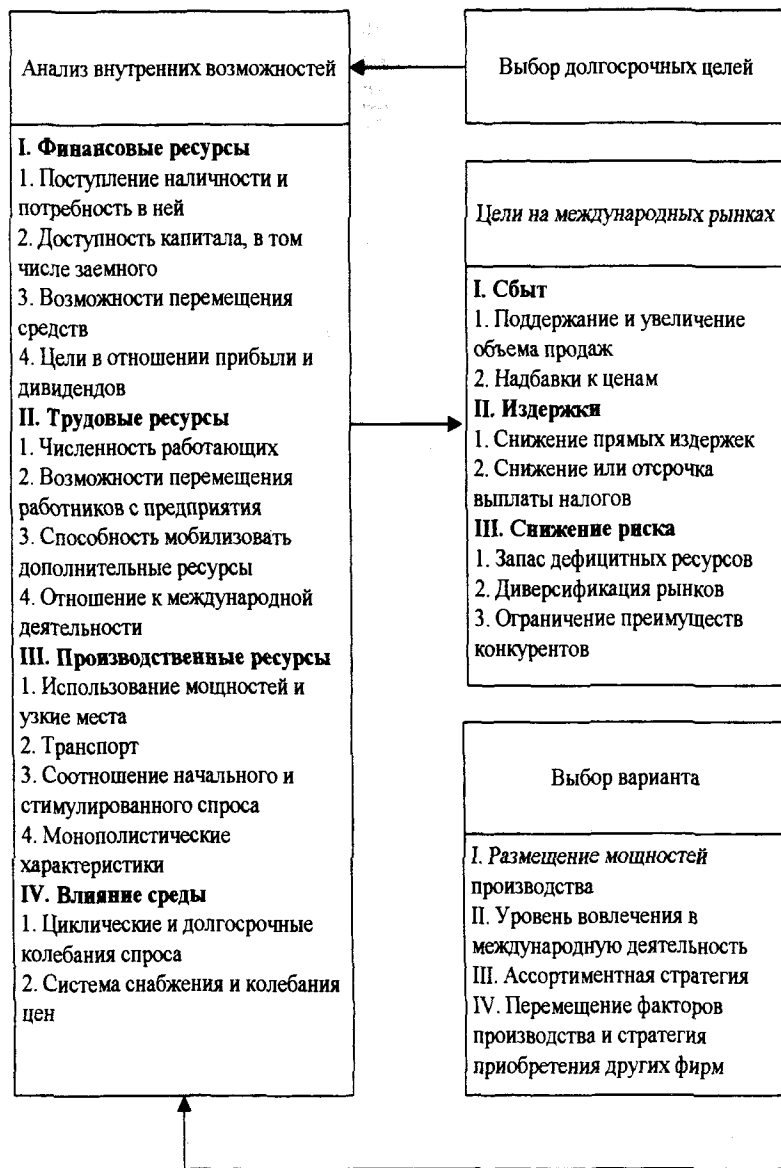 Анализ внутренних возможностей
I. Финансовые ресурсы
1. Поступление наличности и
потребность в ней
2. Доступность капитала, в том
числе заемного
3. Возможности перемещения
средств
4. Цели в отношении прибыли и
дивидендов
II. Трудовые ресурсы
1. Численность работающих
2. Возможности перемещения
работников с предприятия
3. Способность мобилизовать
дополнительные ресурсы
4. Отношение к международной
деятельности
III. Производственные ресурсы
1. Использование мощностей и
узкие места
2. Транспорт
3. Соотношение начального и
стимулированного спроса
4. Монополистические
характеристики
IV. Влияние среды
1. Циклические и долгосрочные
колебания спроса
2. Система снабжения и колебания
цен
Выбор долгосрочных целей
Цели на международных рынках
I. Сбыт
1. Поддержание и увеличение
объема продаж
2. Надбавки к ценам
II. Издержки
1. Снижение прямых издержек
2. Снижение или отсрочка
выплаты налогов
III. Снижение риска
1. Запас дефицитных ресурсов
2. Диверсификация рынков
3. Ограничение преимуществ
конкурентов
Выбор варианта
I. Размещение мощностей
производства
II. Уровень вовлечения в
международную деятельность
III. Ассортиментная стратегия
IV. Перемещение факторов
производства и стратегия
приобретения других фирм